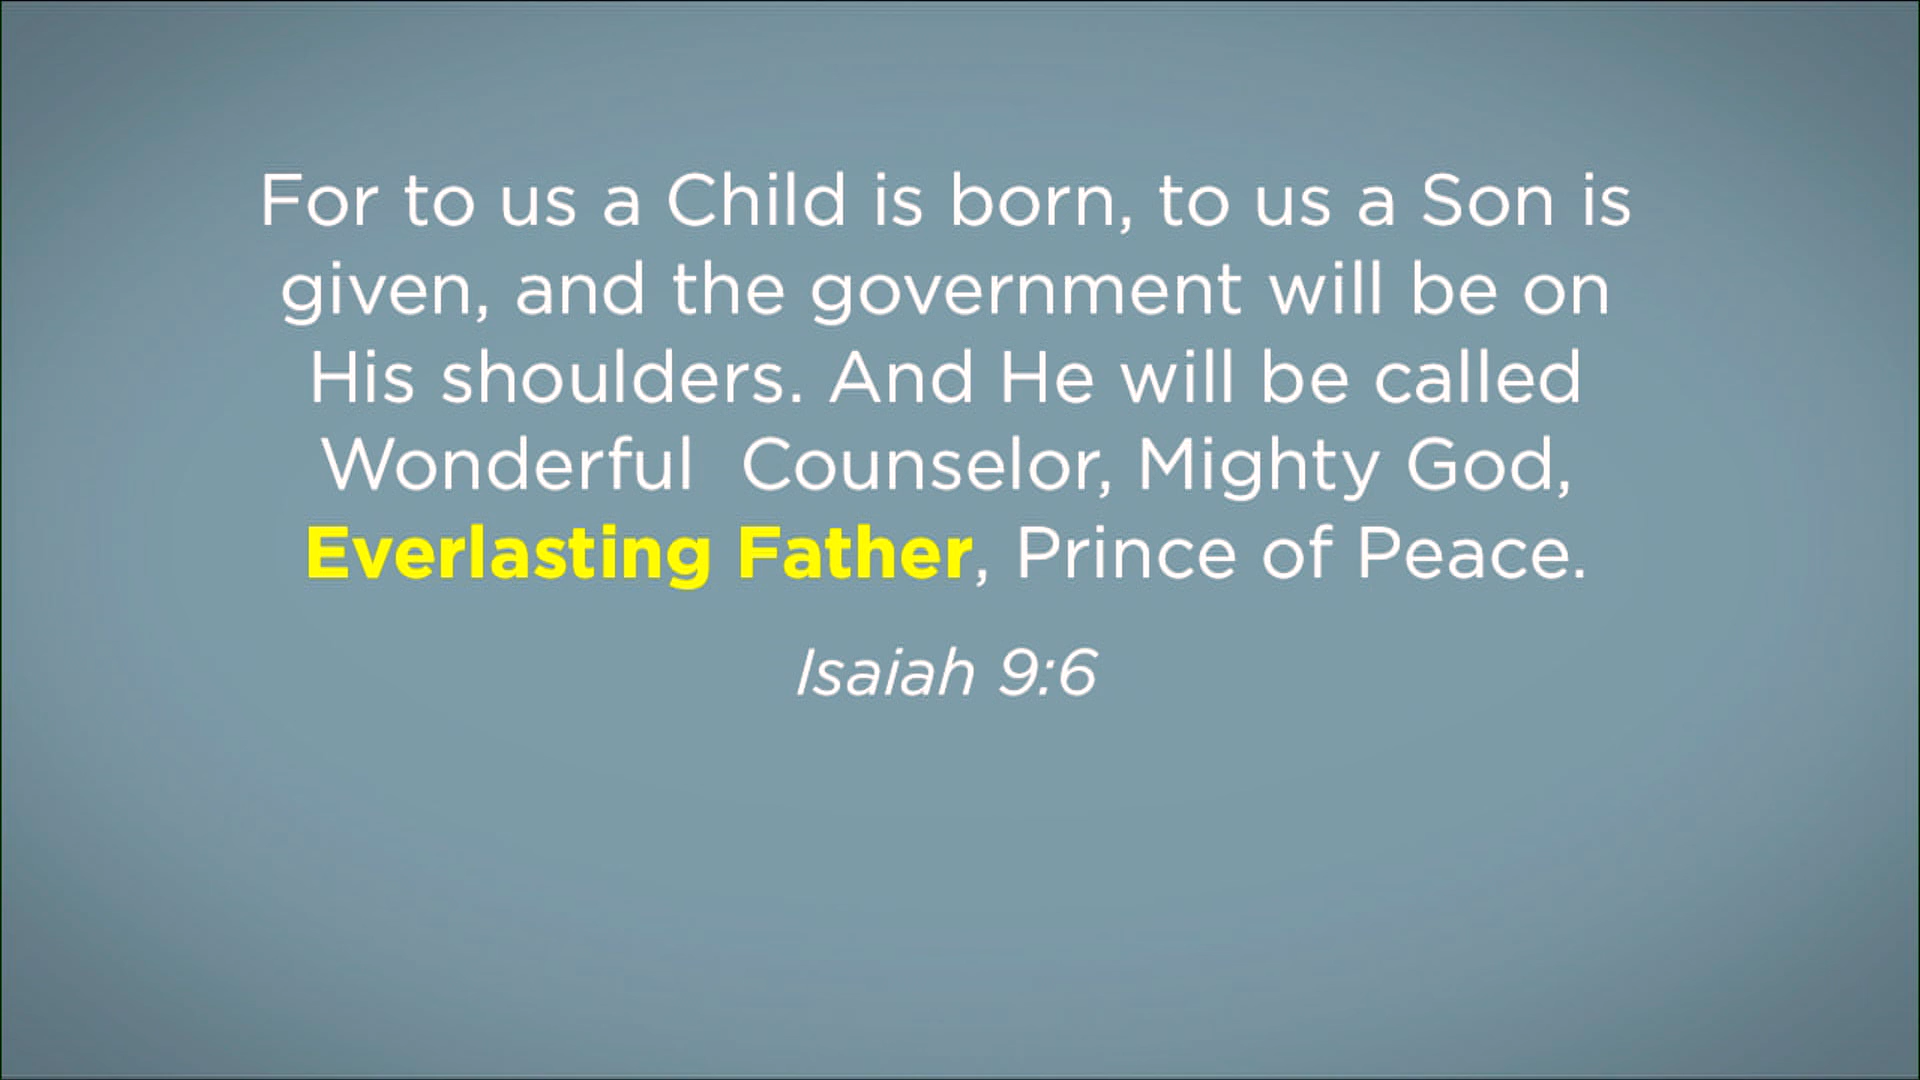 For to us a Child is born, to us a Son is
given, and the government will be on
His shoulders. And He will be called
Wonderful  Counselor, Mighty God,
Everlasting Father, Prince of Peace.
Isaiah 9:6